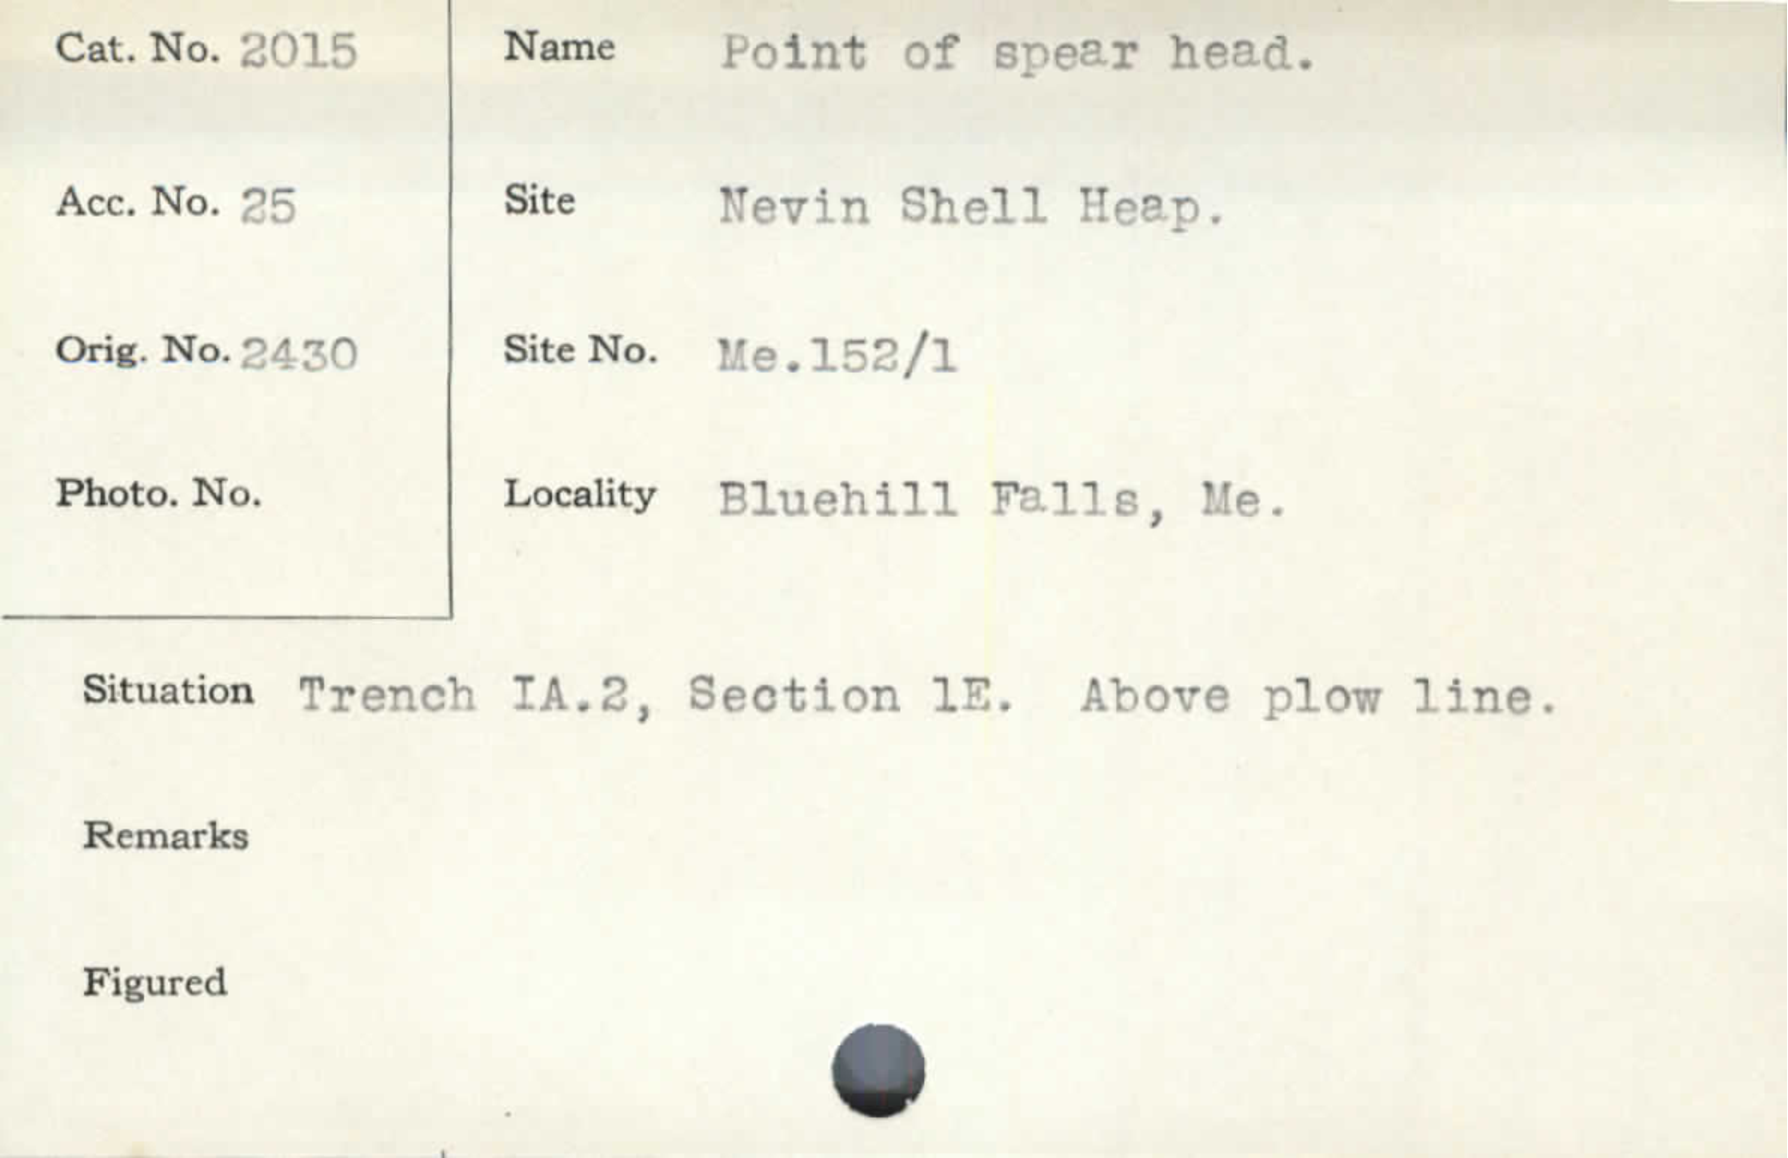 Cat. No. 2015
Name Point of spear head.
Acc. No. 25
Site Nevin Shell Heap.
Orig. No. 2430
Site No. Me.152/1
Photo. No.
Locality Bluehill Falls, Me.
Situation Trench IA.2, Section 1E. Above plow line.
Remarks
Figured